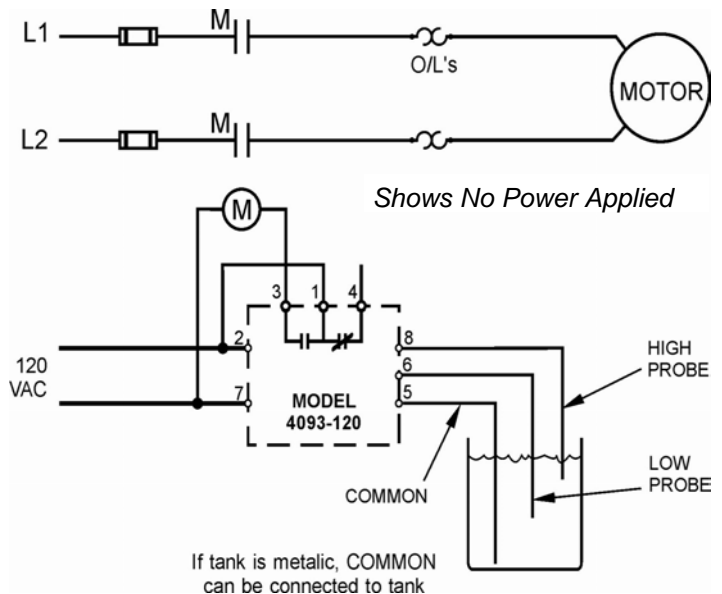 L1
M
O/L's
MOTOR
L2
M
Shows No Power Applied
M
3
1
4
2
8
120
VAC
6
7
5
MODEL
4093-120
HIGH
PROBE
COMMON
LOW
PROBE
If tank is metalic, COMMON
can be connected to tank